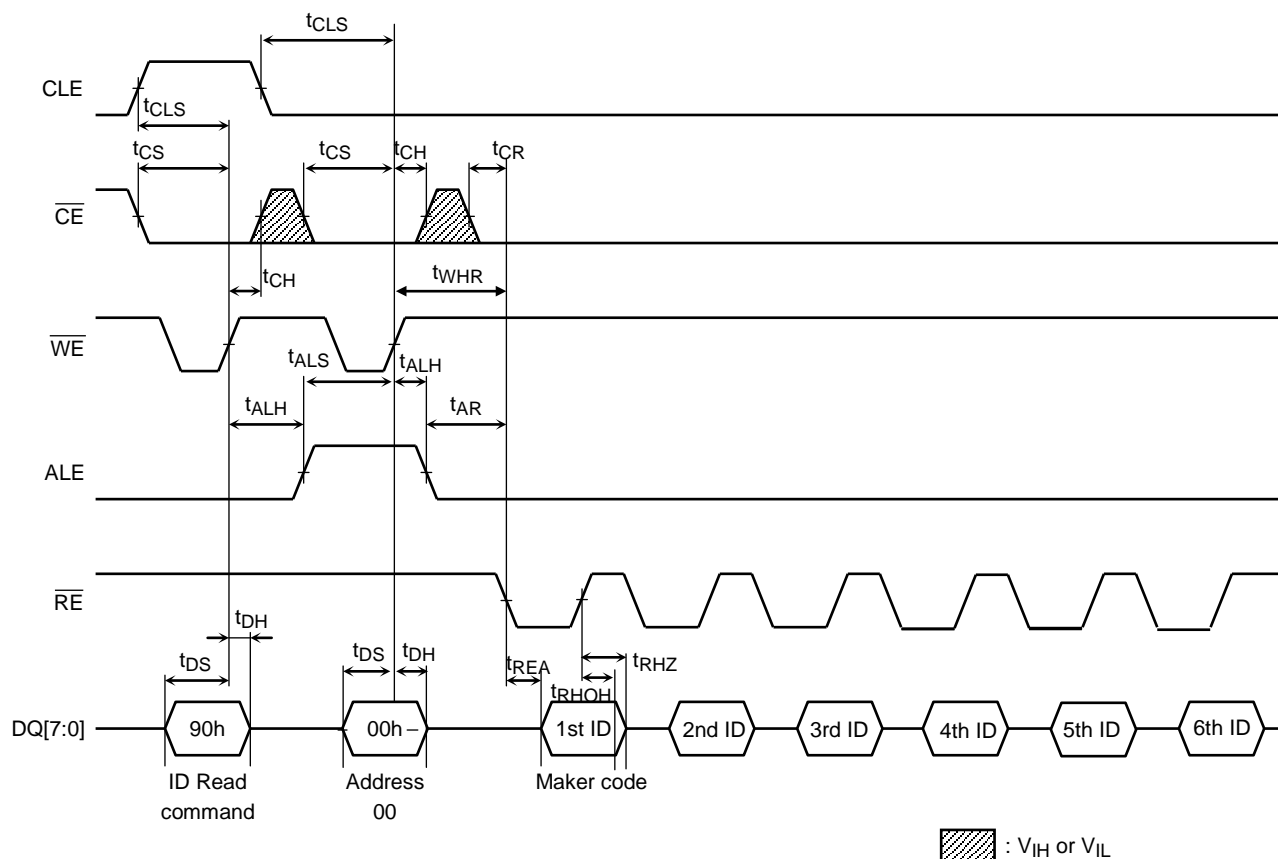 tCLS
CLE
tCLS
tCS tCS tCH tCR
CE
tCH tWHR
WE
tALS tALH
tALH tAR
ALE
RE
tDH
tDS tDS tDH tREA tRHZ
tRHOH
DQ[7:0] 90h 00h 1st ID 2nd ID 3rd ID 4th ID 5th ID 6th ID
ID Read Address Maker code
command 00
: VIH or VIL